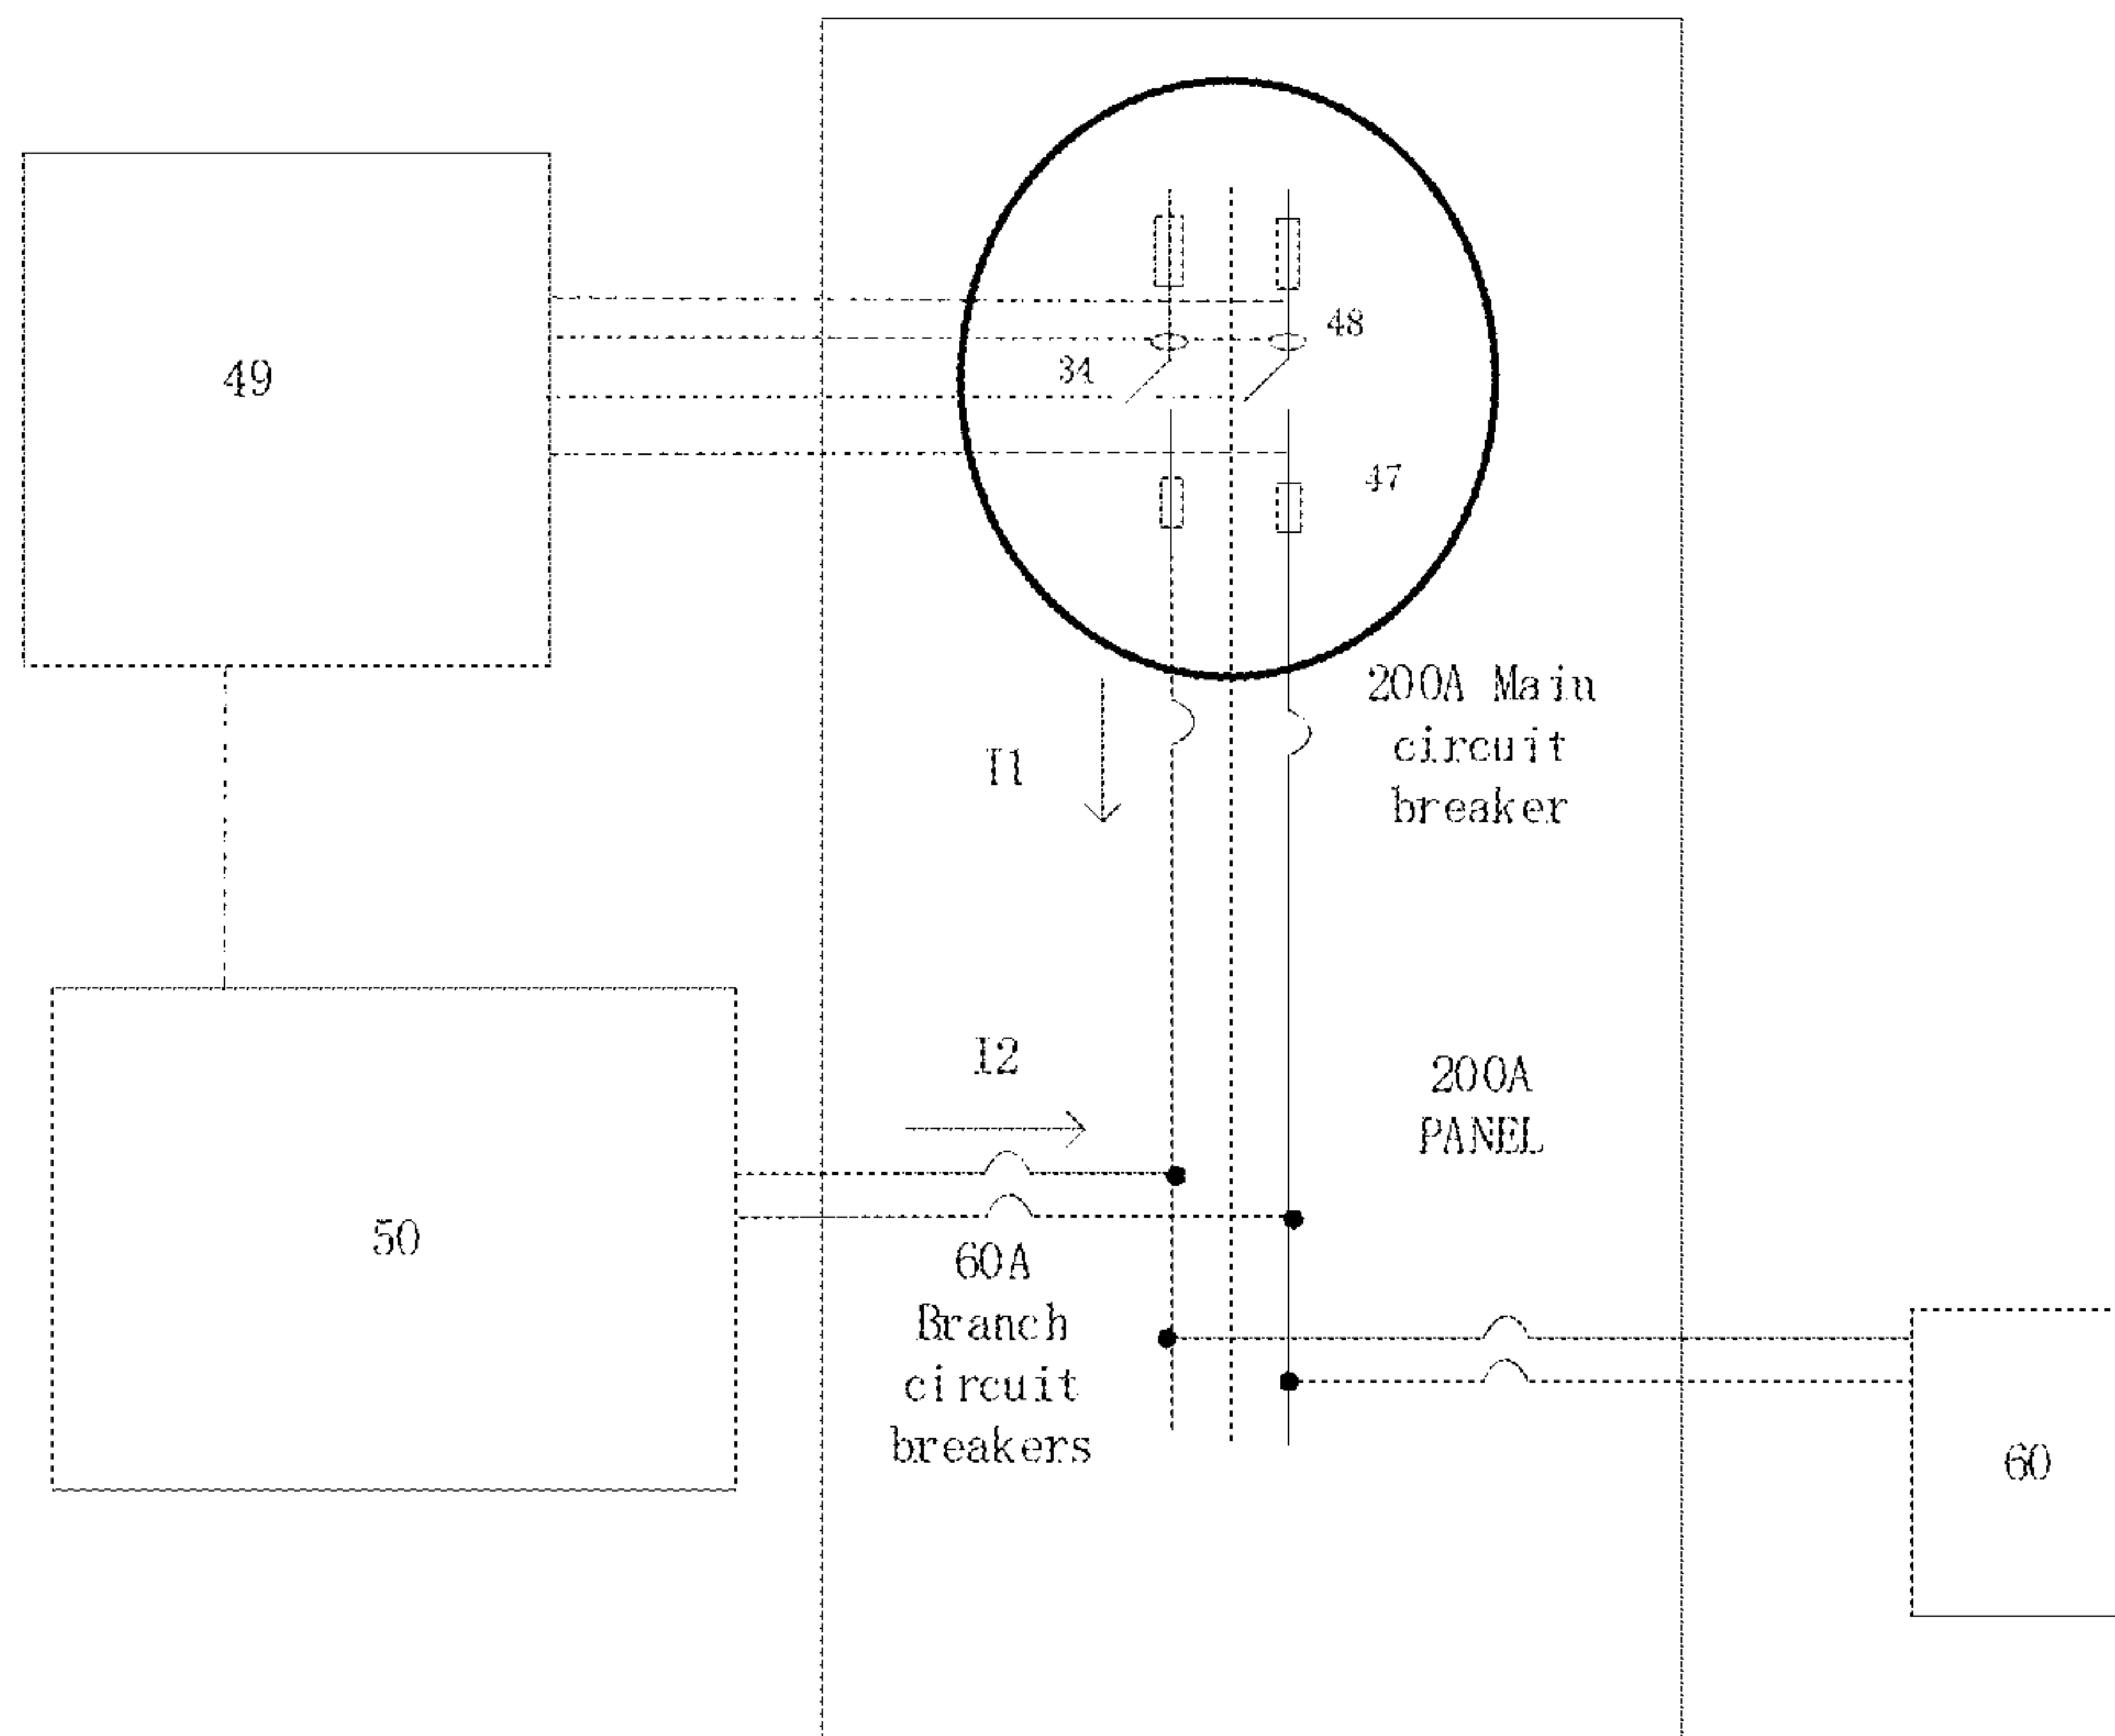 48
49
34
47
200A Main
circuit
breaker
I1
I2
200A
PANEL
50
60A
Branch
circuit
breakers
60